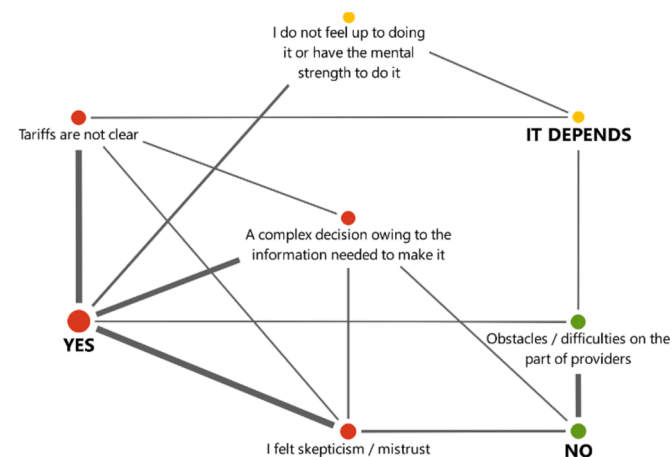 I do not feel up to doing
it or have the mental
strength to do it
Tariffs are not clear
IT DEPENDS
A complex decision owing to the
information needed to make it
YES
Obstacles / difficulties on the
part of providers
I felt skepticism / mistrust
NO